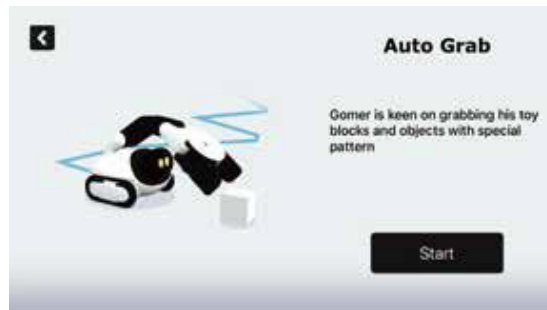 Auto Grab
Gomer is keen on grabbing his toy
blocks and objects with special
pattern
Start